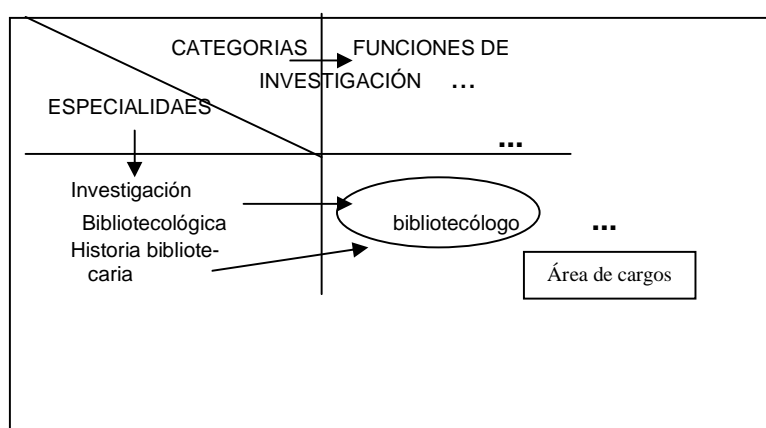 CATEGORIAS
FUNCIONES DE
INVESTIGACIÓN ...
ESPECIALIDAES
...
Investigación
Bibliotecológica
bibliotecólogo
...
Historia bibliote-
caria
Área de cargos